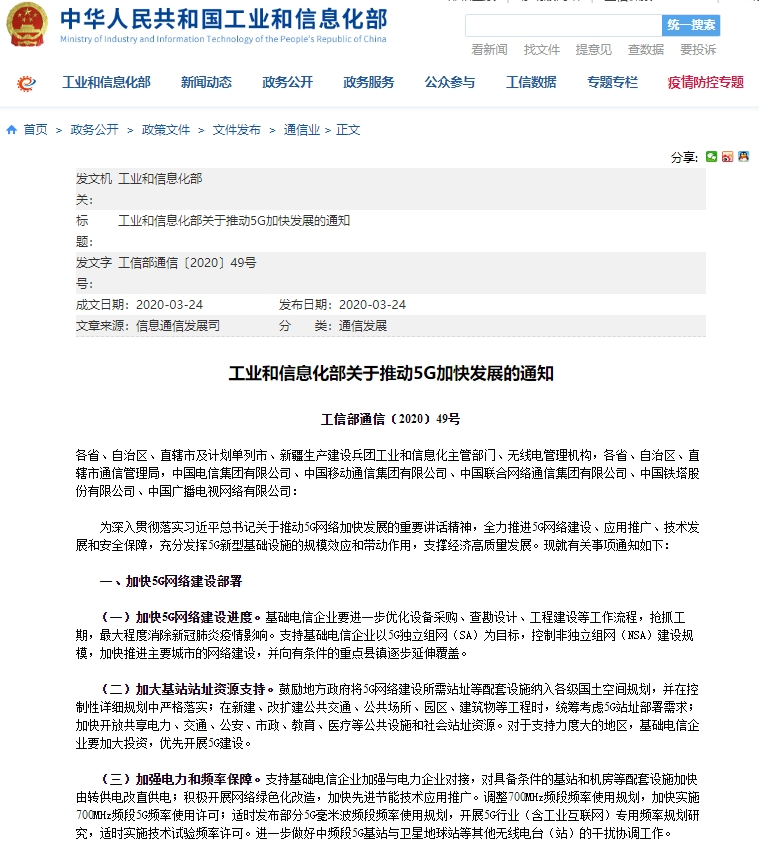 中华人民共和国工业和信息化部
Ministry of Industry and Information Technology of the People's Republic of China
统一搜索
看新闻 找文件 提意见 查数据 要投诉
工业和信息化部 新闻动态 政务公开 政务服务 公众参与 工信数据 专题专栏 疫情防控专题
首页 > 政务公开 > 政策文件 > 文件发布 > 通信业 > 正文
分享:
发文机 工业和信息化部
关:
标 工业和信息化部关于推动5G加快发展的通知
题:
发文字 工信部通信〔2020〕49号
号:
成文日期: 2020-03-24 发布日期: 2020-03-24
文章来源: 信息通信发展司 分 类: 通信发展
工业和信息化部关于推动5G加快发展的通知
工信部通信〔2020〕49号
各省、自治区、直辖市及计划单列市、新疆生产建设兵团工业和信息化主管部门、无线电管理机构，各省、自治区、直
辖市通信管理局，中国电信集团有限公司、中国移动通信集团有限公司、中国联合网络通信集团有限公司、中国铁塔股
份有限公司、中国广播电视网络有限公司：
为深入贯彻落实习近平总书记关于推动5G网络加快发展的重要讲话精神，全力推进5G网络建设、应用推广、技术发
展和安全保障，充分发挥5G新型基础设施的规模效应和带动作用，支撑经济高质量发展。现就有关事项通知如下：
一、加快5G网络建设部署
（一）加快5G网络建设进度。基础电信企业要进一步优化设备采购、查勘设计、工程建设等工作流程，抢抓工
期，最大程度消除新冠肺炎疫情影响。支持基础电信企业以5G独立组网（SA）为目标，控制非独立组网（NSA）建设规
模，加快推进主要城市的网络建设，并向有条件的重点县镇逐步延伸覆盖。
（二）加大基站站址资源支持。鼓励地方政府将5G网络建设所需站址等配套设施纳入各级国土空间规划，并在控
制性详细规划中严格落实；在新建、改扩建公共交通、公共场所、园区、建筑物等工程时，统筹考虑5G站址部署需求；
加快开放共享电力、交通、公安、市政、教育、医疗等公共设施和社会站址资源。对于支持力度大的地区，基础电信企
业要加大投资，优先开展5G建设。
（三）加强电力和频率保障。支持基础电信企业加强与电力企业对接，对具备条件的基站和机房等配套设施加快
由转供电改直供电；积极开展网络绿色化改造，加快先进节能技术应用推广。调整700MHz频段频率使用规划，加快实施
700MHz频段5G频率使用许可；适时发布部分5G毫米波频段频率使用规划，开展5G行业（含工业互联网）专用频率规划研
究，适时实施技术试验频率许可。进一步做好中频段5G基站与卫星地球站等其他无线电台（站）的干扰协调工作。